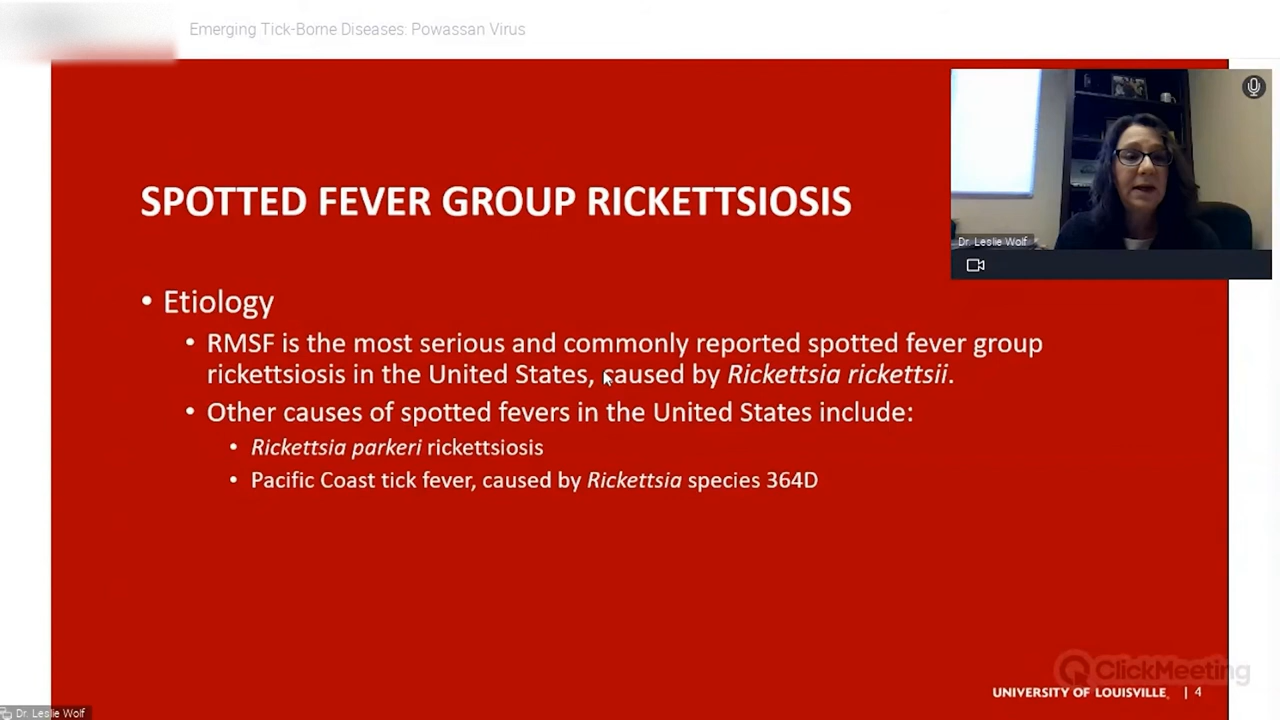 Emerging Tick-Borne Diseases: Powassan Virus
SPOTTED FEVER GROUP RICKETTSIOSIS
• Etiology
• RMSF is the most serious and commonly reported spotted fever group
rickettsiosis in the United States, caused by Rickettsia rickettsii.
• Other causes of spotted fevers in the United States include:
• Rickettsia parkeri rickettsiosis
• Pacific Coast tick fever, caused by Rickettsia species 364D
Dr. Leslie Wolf
ClickMeeting
UNIVERSITY OF LOUISVILLE. | 4
Dr. Leslie Wolf